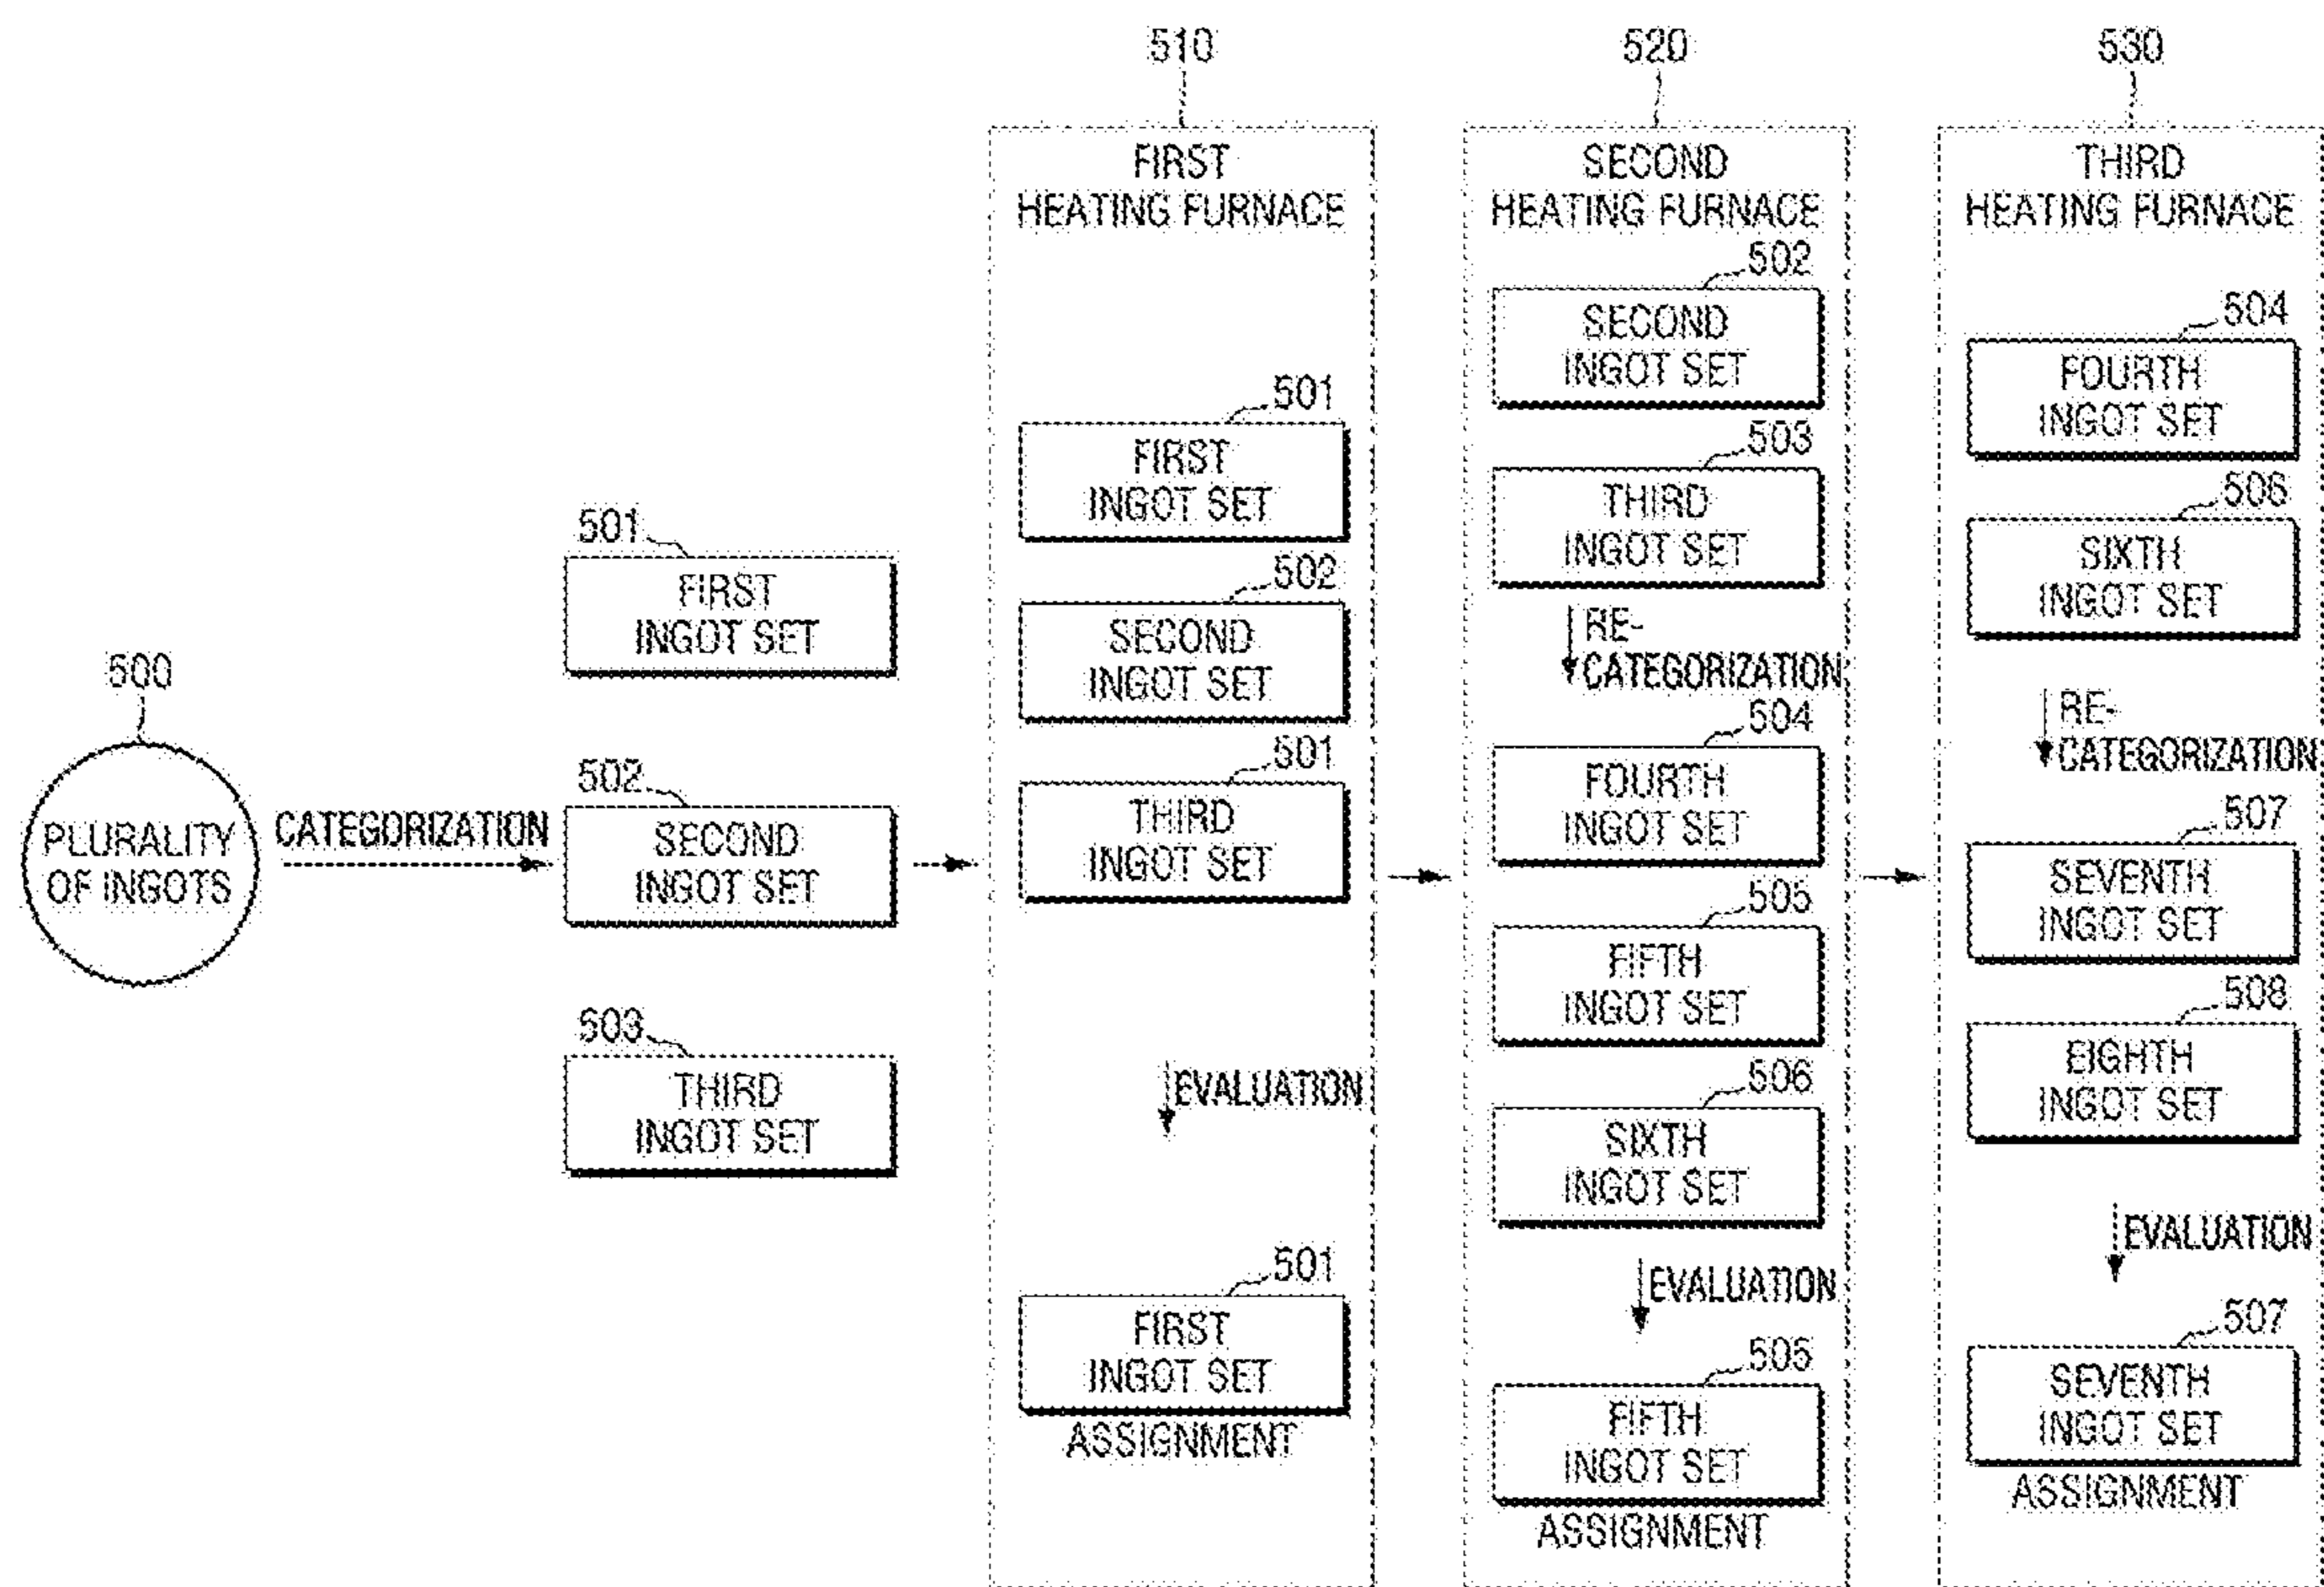 500
PLURALITY
OF INGOTS
CATEGORIZATION
501
FIRST
INGOT SET
502
SECOND
INGOT SET
503
THIRD
INGOT SET
510
FIRST
HEATING FURNACE
501
FIRST
INGOT SET
502
SECOND
INGOT SET
501
THIRD
INGOT SET
EVALUATION
501
FIRST
INGOT SET
ASSIGNMENT
520
SECOND
HEATING FURNACE
502
SECOND
INGOT SET
503
THIRD
INGOT SET
RE-
CATEGORIZATION
504
FOURTH
INGOT SET
505
FIFTH
INGOT SET
506
SIXTH
INGOT SET
EVALUATION
505
FIFTH
INGOT SET
ASSIGNMENT
530
THIRD
HEATING FURNACE
504
FOURTH
INGOT SET
506
SIXTH
INGOT SET
RE-
CATEGORIZATION
507
SEVENTH
INGOT SET
508
EIGHTH
INGOT SET
EVALUATION
507
SEVENTH
INGOT SET
ASSIGNMENT